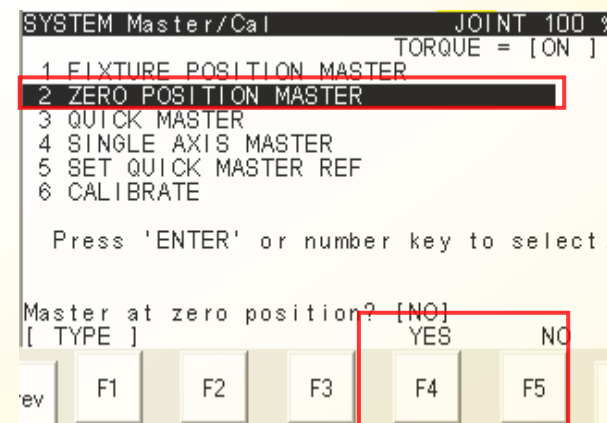 SYSTEM Master/Cal JOINT 100 %
TORQUE = [ON ]
1 FIXTURE POSITION MASTER
2 ZERO POSITION MASTER
3 QUICK MASTER
4 SINGLE AXIS MASTER
5 SET QUICK MASTER REF
6 CALIBRATE
Press 'ENTER' or number key to select
Master at zero position? [NO]
[ TYPE ] YES NO
ev F1 F2 F3 F4 F5